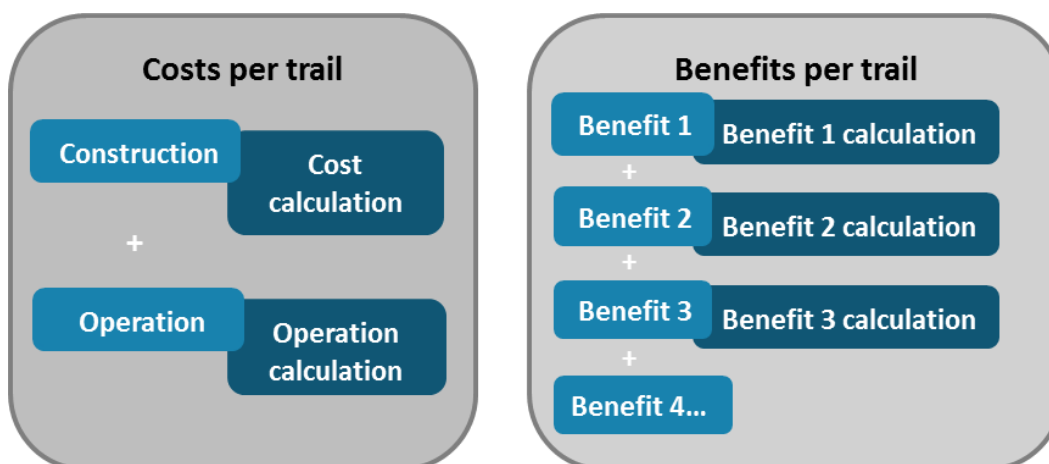 Costs per trail
Construction
Cost
calculation
+
Operation
Operation
calculation
Benefits per trail
Benefit 1
Benefit 1 calculation
+
Benefit 2
Benefit 2 calculation
+
Benefit 3
Benefit 3 calculation
+
Benefit 4...